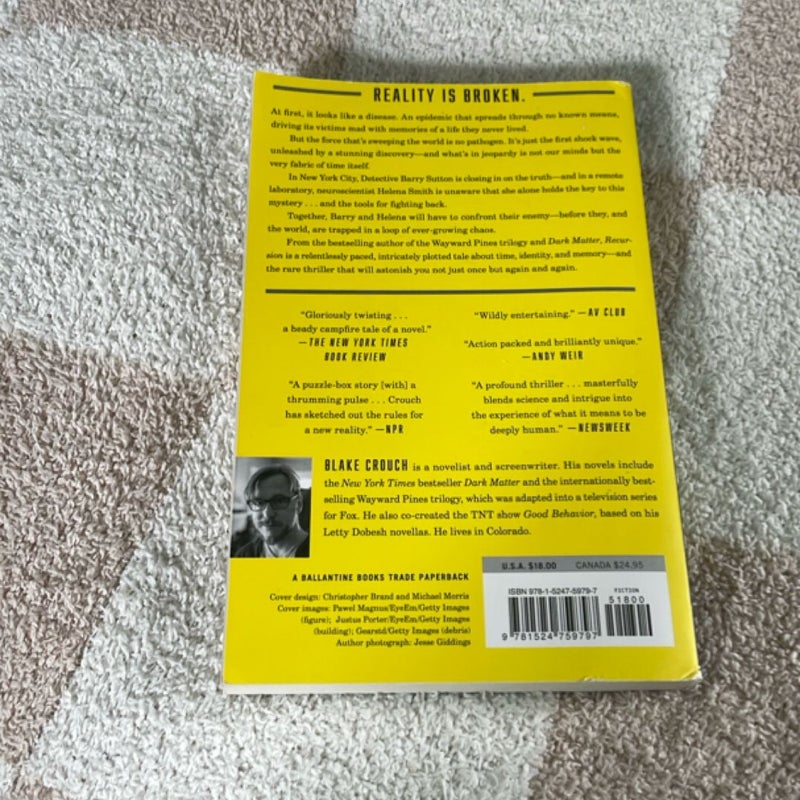 REALITY IS BROKEN.
At first, it looks like a disease. An epidemic that spreads through no known means,
driving its victims mad with memories of a life they never lived.
But the force that's sweeping the world is no pathogen. It's just the first shock wave,
unleashed by a stunning discovery—and what's in jeopardy is not our minds but the
very fabric of time itself.
In New York City, Detective Barry Sutton is closing in on the truth—and in a remote
laboratory, neuroscientist Helena Smith is unaware that she alone holds the key to this
mystery . . . and the tools for fighting back.
Together, Barry and Helena will have to confront their enemy—before they, and
the world, are trapped in a loop of ever-growing chaos.
From the bestselling author of the Wayward Pines trilogy and Dark Matter, Recur-
sion is a relentlessly paced, intricately plotted tale about time, identity, and memory—and
the rare thriller that will astonish you not just once but again and again.
"Gloriously twisting . . .
a heady campfire tale of a novel."
—THE NEW YORK TIMES
BOOK REVIEW
"A puzzle-box story [with] a
thrumming pulse . . . Crouch
has sketched out the rules for
a new reality." —NPR
"Wildly entertaining." —AV CLUB
"Action packed and brilliantly unique."
—ANDY WEIR
"A profound thriller . . . masterfully
blends science and intrigue into
the experience of what it means to be
deeply human." —NEWSWEEK
BLAKE CROUCH is a novelist and screenwriter. His novels include
the New York Times bestseller Dark Matter and the internationally best-
selling Wayward Pines trilogy, which was adapted into a television series
for Fox. He also co-created the TNT show Good Behavior, based on his
Letty Dobesh novellas. He lives in Colorado.
A BALLANTINE BOOKS TRADE PAPERBACK
Cover design: Christopher Brand and Michael Morris
Cover images: Pawel Magnus/EyeEm/Getty Images
(figure); Justus Porter/EyeEm/Getty Images
(building); Gearstd/Getty Images (debris)
Author photograph: Jesse Giddings
U.S.A. $18.00 CANADA $24.95
ISBN 978-1-5247-5979-7
FICTION
51800
9 781524 759797